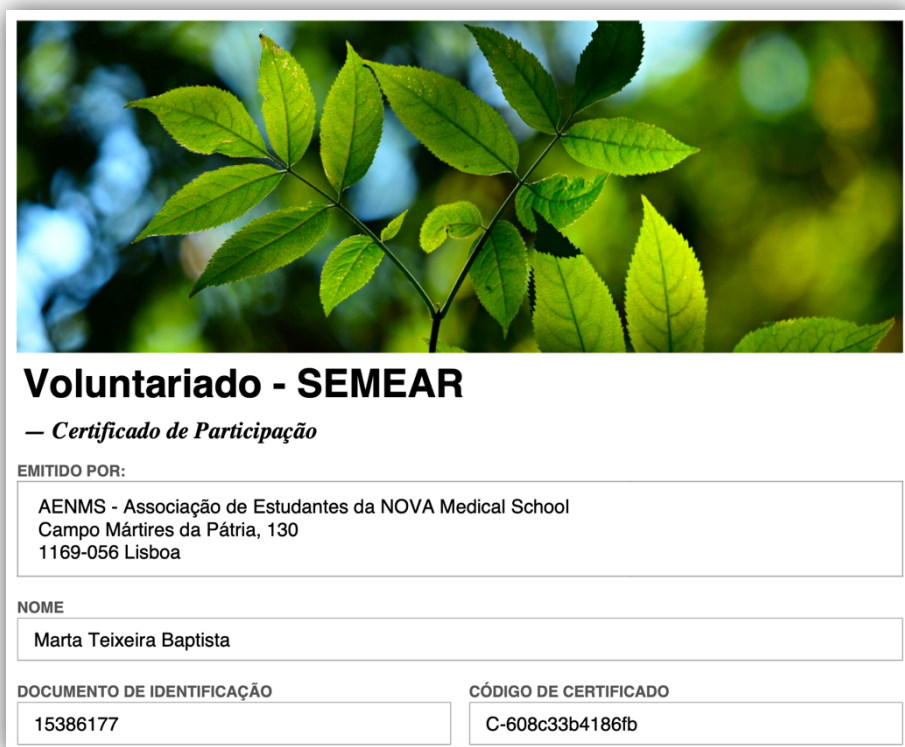 Voluntariado - SEMEAR
— Certificado de Participação
EMITIDO POR:
AENMS - Associação de Estudantes da NOVA Medical School
Campo Mártires da Pátria, 130
1169-056 Lisboa
NOME
Marta Teixeira Baptista
DOCUMENTO DE IDENTIFICAÇÃO
15386177
CÓDIGO DE CERTIFICADO
C-608c33b4186fb